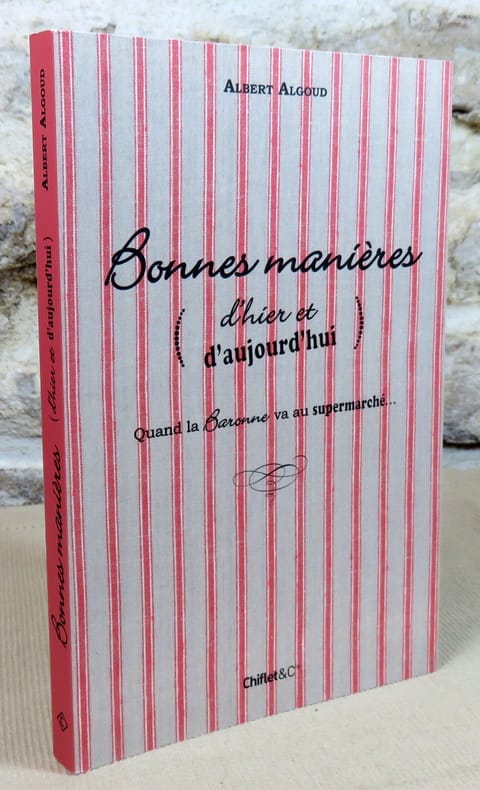 Albert Algoud
Bonnes manières
(d'hier et
d'aujourd'hui)
Quand la Baronne va au supermarché...
Chiflet&Cie
Bonnes manières (d'hier et d'aujourd'hui) Albert Algoud